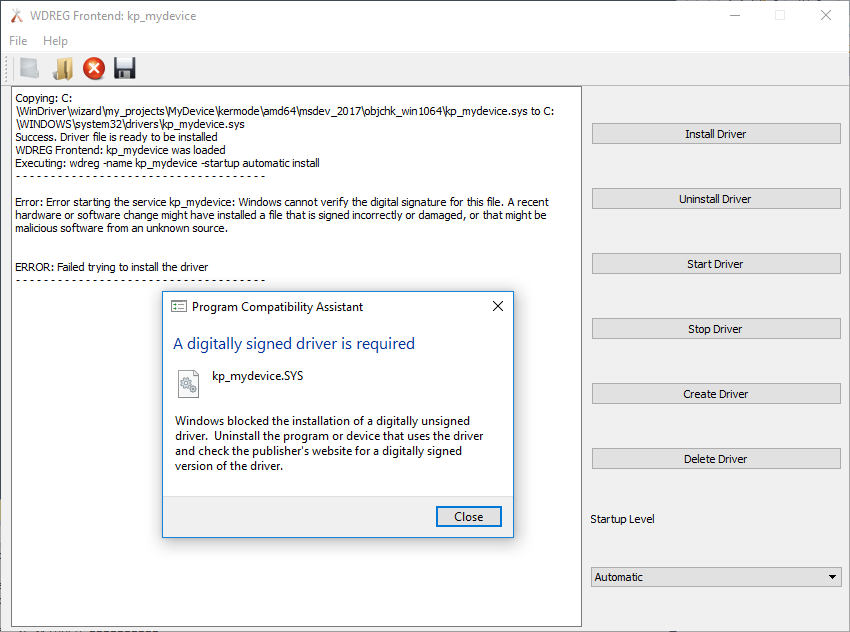 WDREG Frontend: kp_mydevice
File Help
Copying: C:
\WinDriver\wizard\my_projects\MyDevice\kermode\amd64\msdev_2017\objchk_win1064\kp_mydevice.sys to C:
\WINDOWS\system32\drivers\kp_mydevice.sys
Success. Driver file is ready to be installed
WDREG Frontend: kp_mydevice was loaded
Executing: wdreg -name kp_mydevice -startup automatic install
- - - - - - - - - - - - - - - - - - - - - - - - - - - - - - - - - - - -
Error: Error starting the service kp_mydevice: Windows cannot verify the digital signature for this file. A recent
hardware or software change might have installed a file that is signed incorrectly or damaged, or that might be
malicious software from an unknown source.
ERROR: Failed trying to install the driver
- - - - - - - - - - - - - - - - - - - - - - - - - - - - - - - - - - - -
Program Compatibility Assistant
A digitally signed driver is required
kp_mydevice.SYS
Windows blocked the installation of a digitally unsigned
driver.  Uninstall the program or device that uses the driver
and check the publisher's website for a digitally signed
version of the driver.
Close
Install Driver
Uninstall Driver
Start Driver
Stop Driver
Create Driver
Delete Driver
Startup Level
Automatic